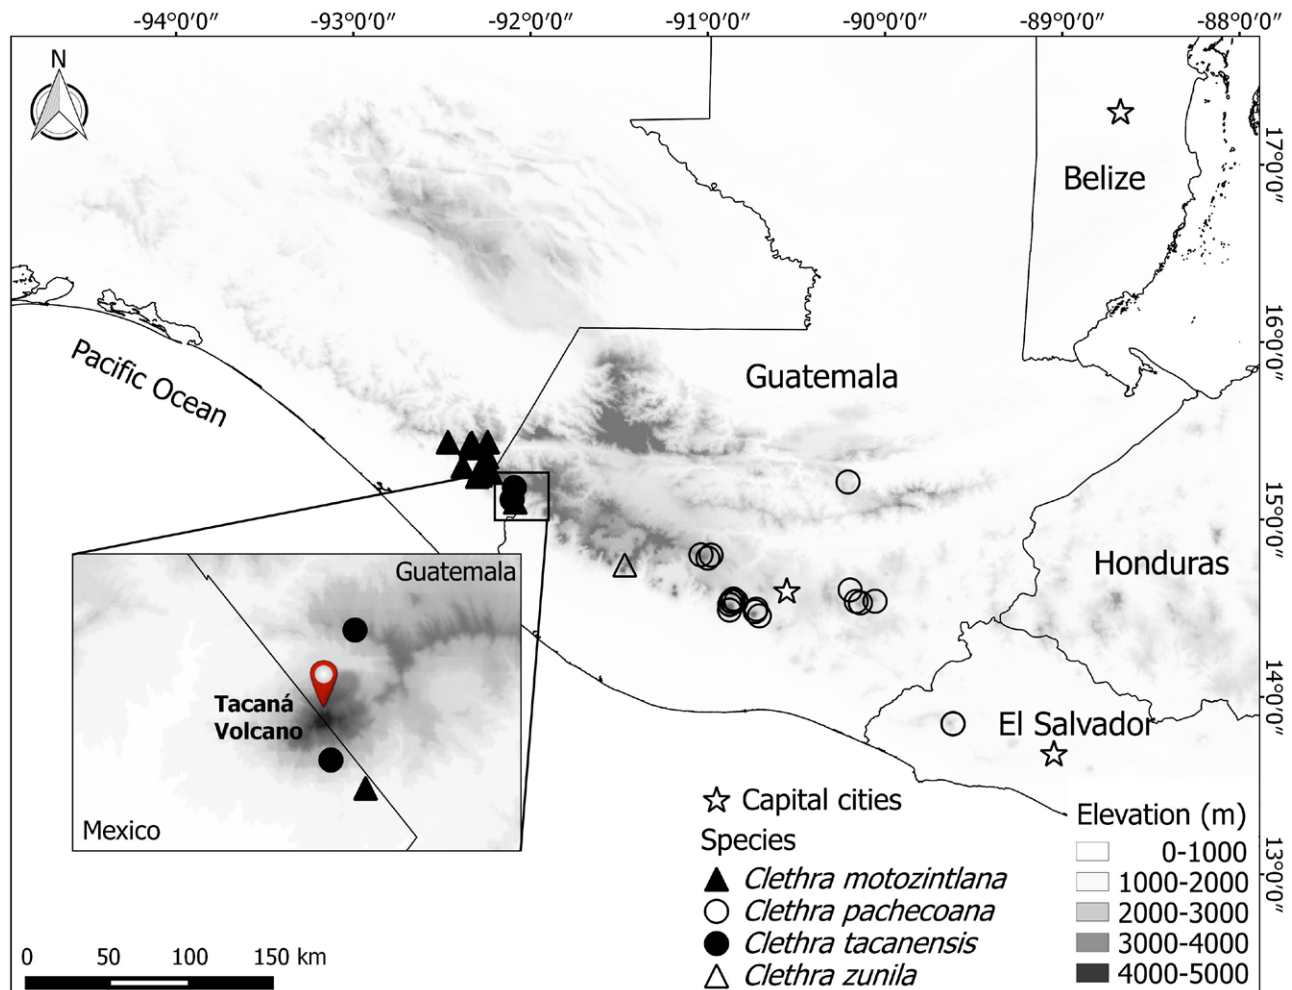 -94°0′0″ -93°0′0″ -92°0′0″ -91°0′0″ -90°0′0″ -89°0′0″ -88°0′0″
N
17°0′0″
Belize
16°0′0″
Pacific Ocean
Guatemala
15°0′0″
Honduras
Guatemala
14°0′0″
Tacaná
Volcano
El Salvador
Mexico
13°0′0″
Capital cities
Species
Clethra motozintlana
Clethra pachecoana
Clethra tacanensis
Clethra zunila
Elevation (m)
0-1000
1000-2000
2000-3000
3000-4000
4000-5000
0 50 100 150 km